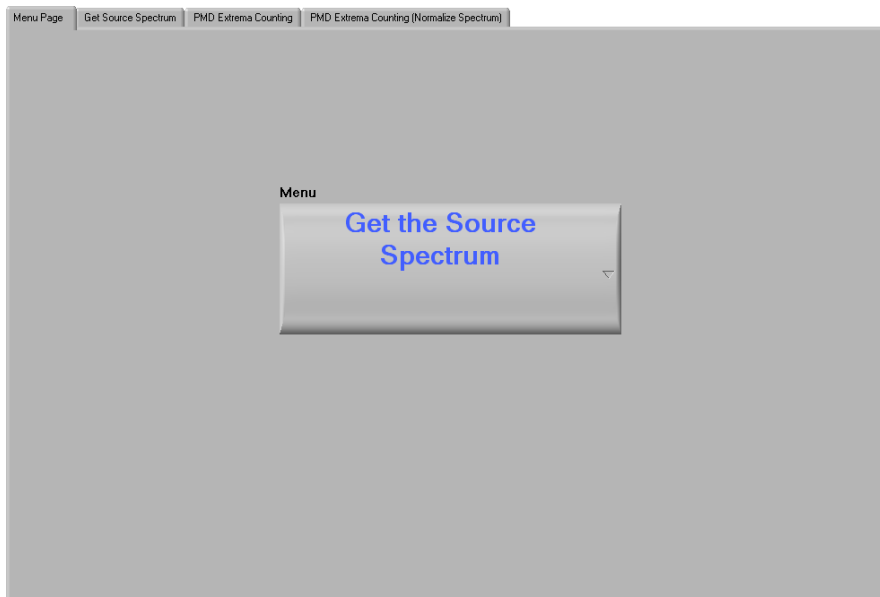 Menu Page Get Source Spectrum PMD Extrema Counting PMD Extrema Counting (Normalize Spectrum)
Menu
Get the Source
Spectrum